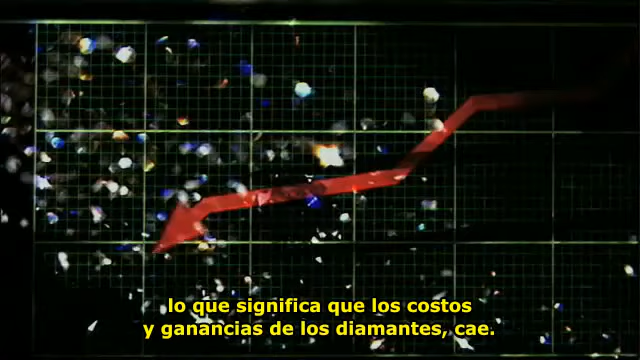 lo que significa que los costos
y ganancias de los diamantes, cae.